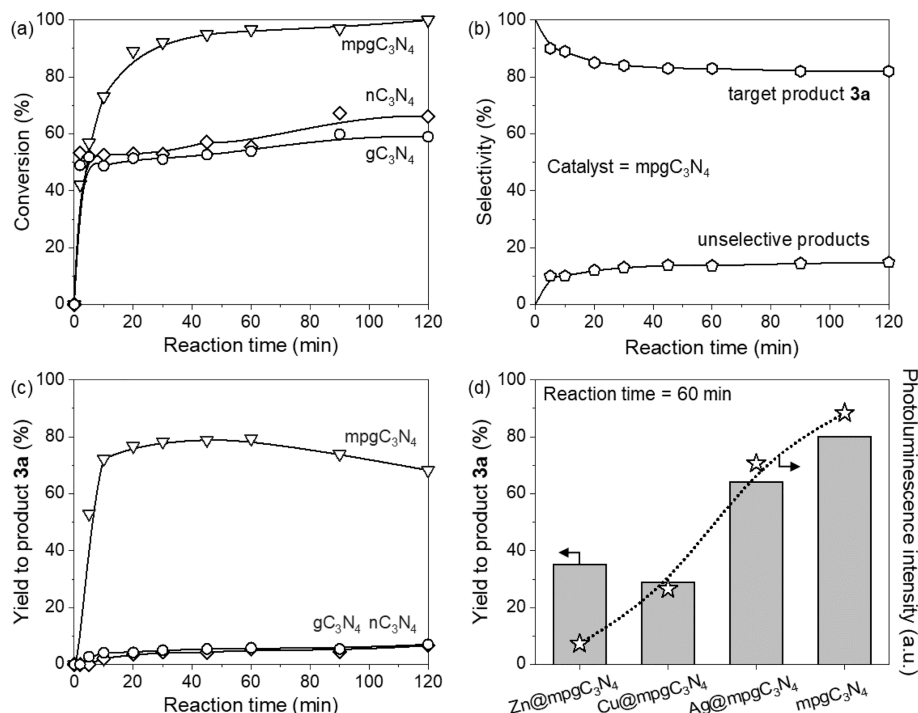 (a)
Conversion (%)
100
80
60
40
20
0
mpgC₃N₄
nC₃N₄
gC₃N₄
0 20 40 60 80 100 120
Reaction time (min)
(b)
Selectivity (%)
100
80
60
40
20
0
target product 3a
Catalyst = mpgC₃N₄
unselective products
0 20 40 60 80 100 120
Reaction time (min)
(c)
Yield to product 3a (%)
100
80
60
40
20
0
mpgC₃N₄
gC₃N₄ nC₃N₄
0 20 40 60 80 100 120
Reaction time (min)
(d)
Yield to product 3a (%)
100
80
60
40
20
0
Reaction time = 60 min
Photoluminescence intensity (a.u.)
Zn@mpgC₃N₄
Cu@mpgC₃N₄
Ag@mpgC₃N₄
mpgC₃N₄